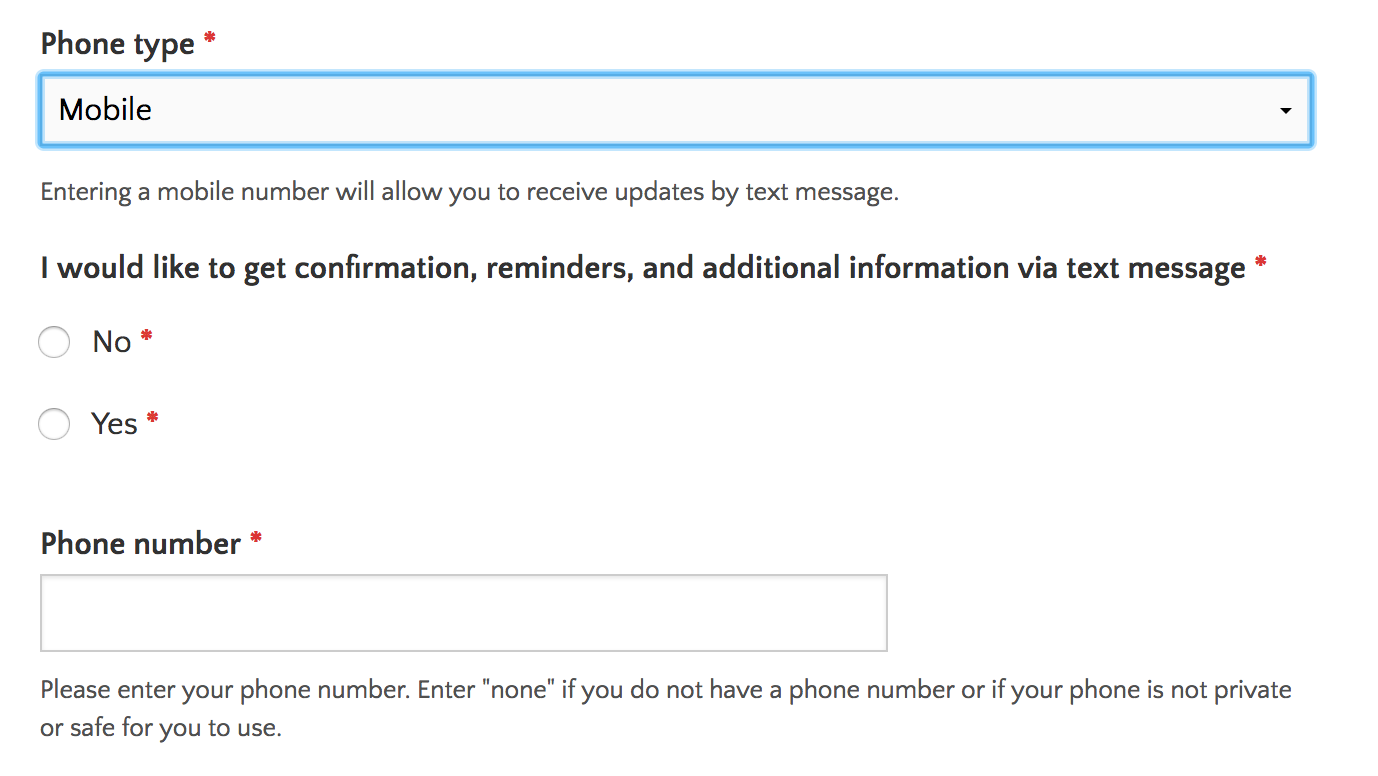 Phone type *
Mobile
Entering a mobile number will allow you to receive updates by text message.
I would like to get confirmation, reminders, and additional information via text message *
No *
Yes *
Phone number *
Please enter your phone number. Enter "none" if you do not have a phone number or if your phone is not private
or safe for you to use.